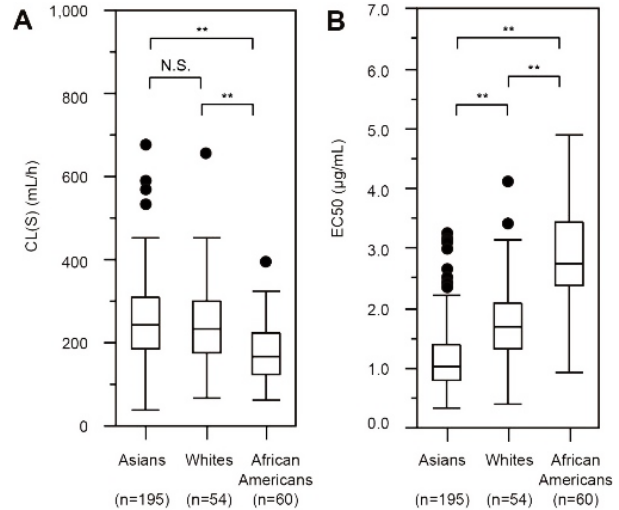 A
CL(S) (mL/h)
1,000
800
600
400
200
0
**
N.S.
**
Asians
Whites
African
Americans
(n=195)
(n=54)
(n=60)
B
EC50 (µg/mL)
7.0
6.0
5.0
4.0
3.0
2.0
1.0
0.0
**
**
**
Asians
Whites
African
Americans
(n=195)
(n=54)
(n=60)